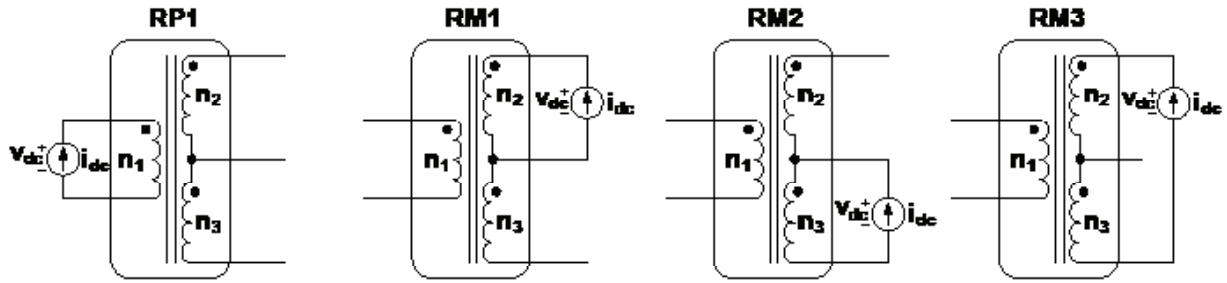 RP1 RM1 RM2 RM3
n2 n2 n2 n2
vdc + - idc
vdc + - idc
n1 n1 n1 n1
vdc + - idc
vdc + - idc
n3 n3 n3 n3